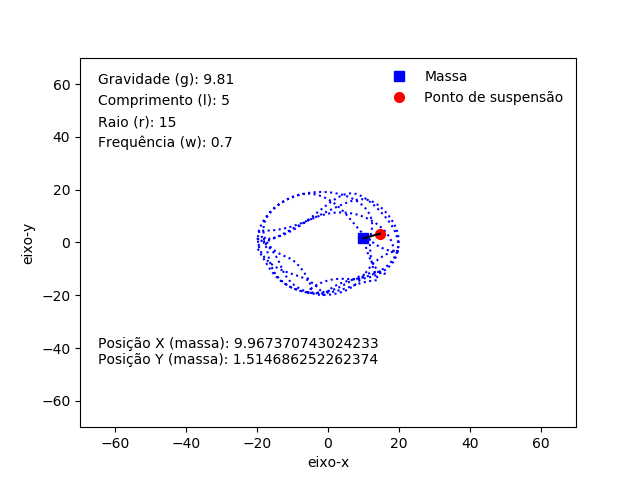 Gravidade (g): 9.81
Comprimento (l): 5
Raio (r): 15
Frequência (w): 0.7
Massa
Ponto de suspensão
60
40
20
0
−20
−40
−60
eixo-y
Posição X (massa): 9.967370743024233
Posição Y (massa): 1.514686252262374
−60
−40
−20
0
20
40
60
eixo-x